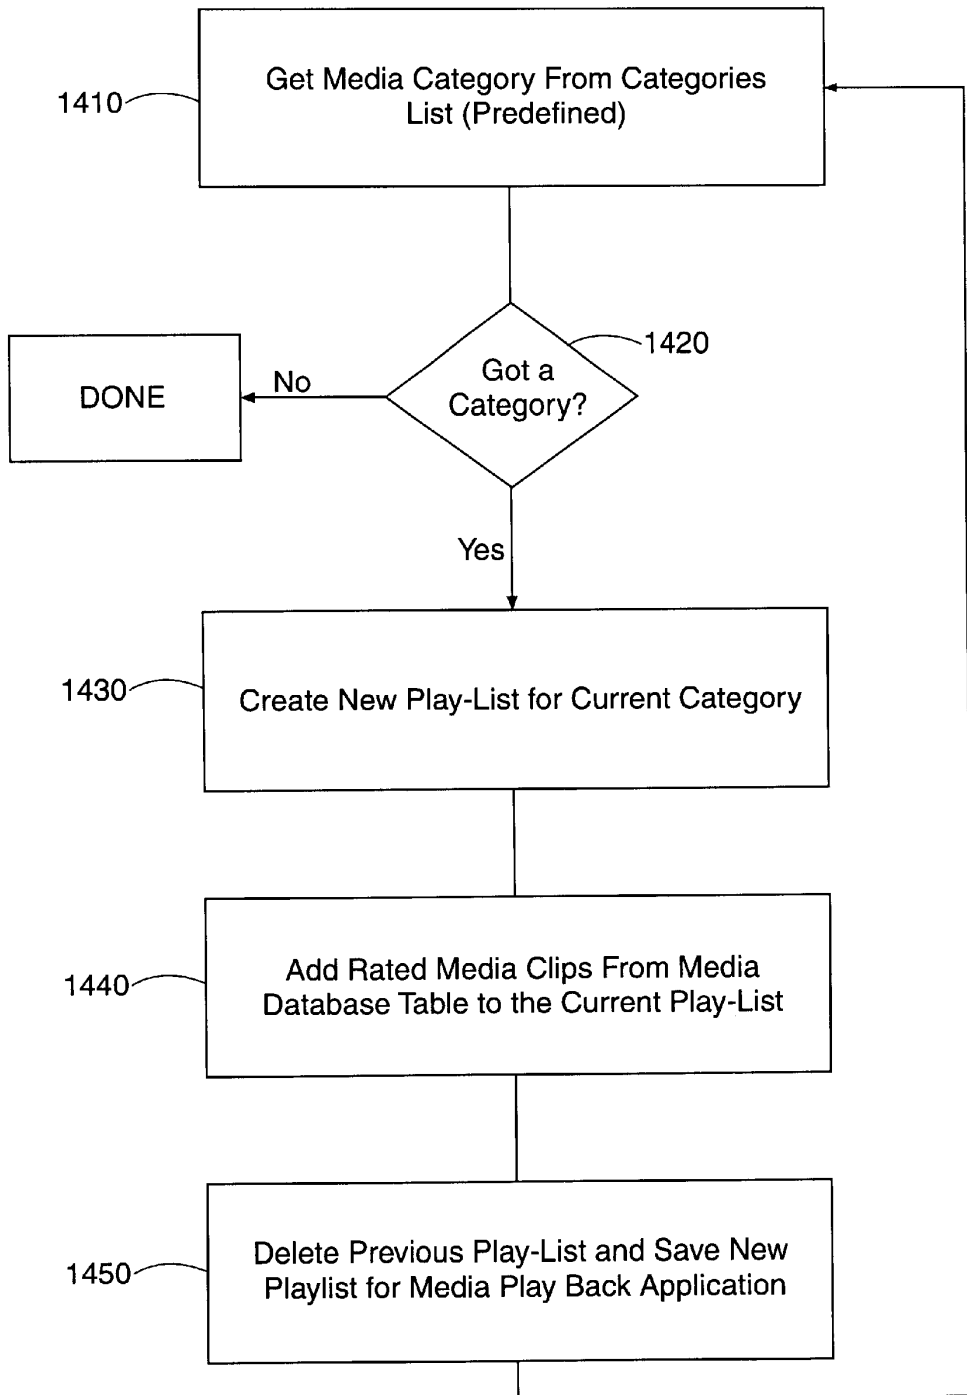 Get Media Category From Categories
List (Predefined)
1410
1420
Got a
Category?
No
DONE
Yes
1430
Create New Play-List for Current Category
1440
Add Rated Media Clips From Media
Database Table to the Current Play-List
1450
Delete Previous Play-List and Save New
Playlist for Media Play Back Application